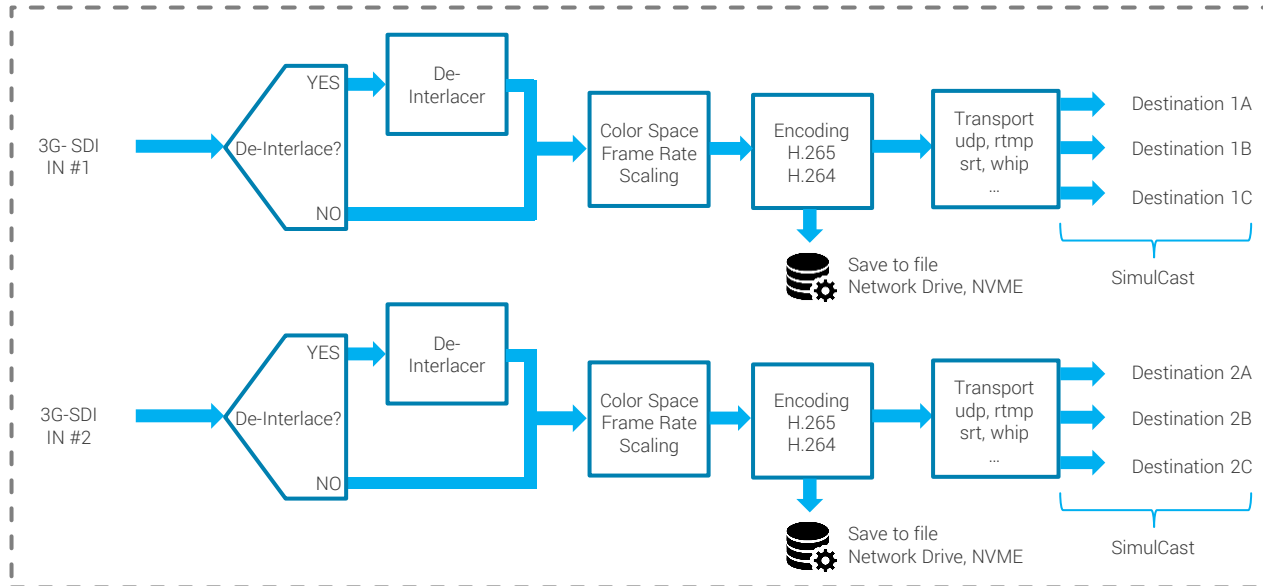 3G- SDI
IN #1
De-Interlace?
YES
NO
De-
Interlacer
Color Space
Frame Rate
Scaling
Encoding
H.265
H.264
Save to file
Network Drive, NVME
Transport
udp, rtmp
srt, whip
...
Destination 1A
Destination 1B
Destination 1C
SimulCast
3G-SDI
IN #2
De-Interlace?
YES
NO
De-
Interlacer
Color Space
Frame Rate
Scaling
Encoding
H.265
H.264
Save to file
Network Drive, NVME
Transport
udp, rtmp
srt, whip
...
Destination 2A
Destination 2B
Destination 2C
SimulCast